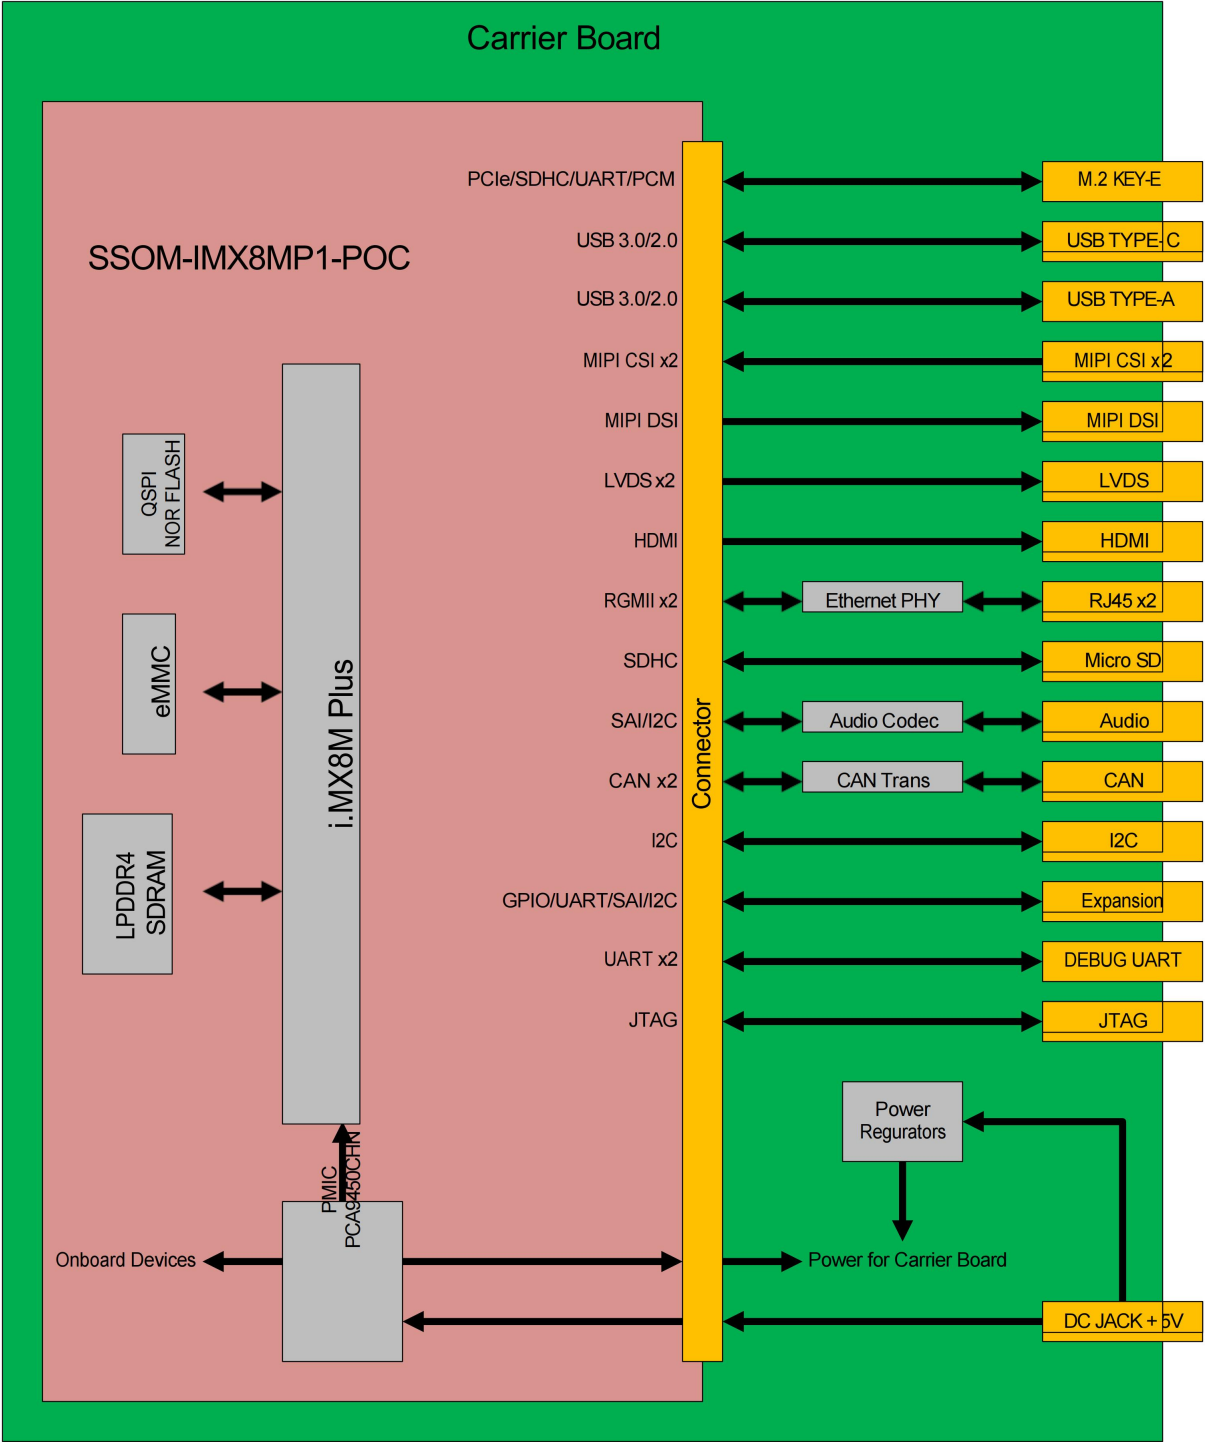 Carrier Board
SSOM-IMX8MP1-POC
PCIe/SDHC/UART/PCM
M.2 KEY-E
USB 3.0/2.0
USB TYPE-C
USB 3.0/2.0
USB TYPE-A
MIPI CSI x2
MIPI CSI x2
MIPI DSI
MIPI DSI
LVDS x2
LVDS
HDMI
HDMI
RGMII x2
Ethernet PHY
RJ45 x2
SDHC
Micro SD
SAI/I2C
Audio Codec
Audio
CAN x2
CAN Trans
CAN
I2C
I2C
GPIO/UART/SAI/I2C
Expansion
UART x2
DEBUG UART
JTAG
JTAG
Connector
QSPI
NOR FLASH
eMMC
LPDDR4
SDRAM
i.MX8M Plus
PMIC
PCA9450CHN
Power
Regurators
Onboard Devices
Power for Carrier Board
DC JACK + 5V